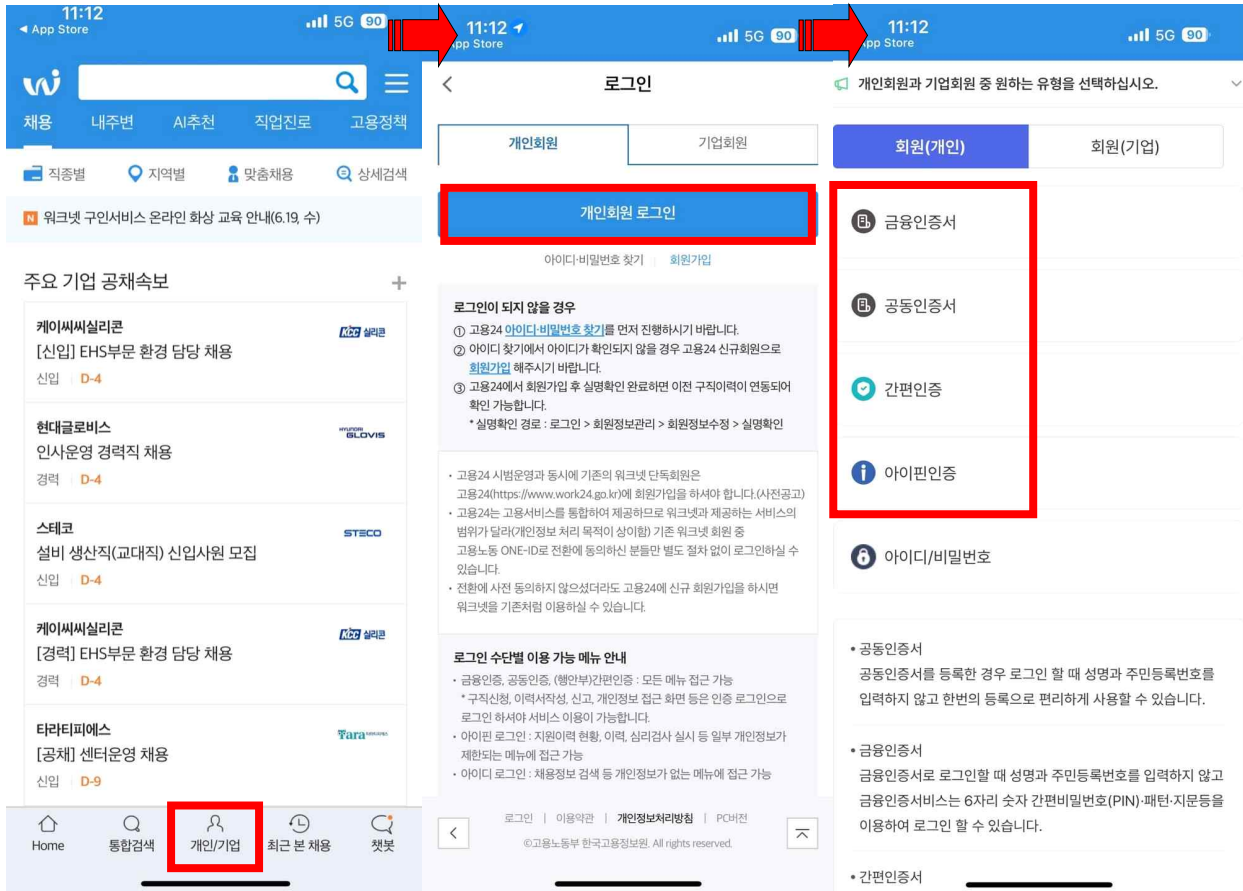 11:12
5G 90
◀ App Store
채용 내주변 AI추천 직업진로 고용정책
직종별 지역별 맞춤채용 상세검색
N 워크넷 구인서비스 온라인 화상 교육 안내(6.19, 수)
주요 기업 공채속보 +
케이씨씨실리콘
KCC 실리콘
[신입] EHS부문 환경 담당 채용
신입 D-4
현대글로비스
HYUNDAI GLOVIS
인사운영 경력직 채용
경력 D-4
스테코
STECO
설비 생산직(교대직) 신입사원 모집
신입 D-4
케이씨씨실리콘
KCC 실리콘
[경력] EHS부문 환경 담당 채용
경력 D-4
타라티피에스
Tara
[공채] 센터운영 채용
신입 D-9
Home 통합검색 개인/기업 최근 본 채용 챗봇
11:12
5G 90
pp Store
로그인
개인회원 기업회원
개인회원 로그인
아이디·비밀번호 찾기 회원가입
로그인이 되지 않을 경우
① 고용24 아이디·비밀번호 찾기를 먼저 진행하시기 바랍니다.
② 아이디 찾기에서 아이디가 확인되지 않을 경우 고용24 신규회원으로
회원가입 해주시기 바랍니다.
③ 고용24에서 회원가입 후 실명확인 완료하면 이전 구직이력이 연동되어
확인 가능합니다.
* 실명확인 경로 : 로그인 > 회원정보관리 > 회원정보수정 > 실명확인
• 고용24 시범운영과 동시에 기존의 워크넷 단독회원은
고용24(https://www.work24.go.kr)에 회원가입을 하셔야 합니다.(사전공고)
• 고용24는 고용서비스를 통합하여 제공하므로 워크넷과 제공하는 서비스의
범위가 달라(개인정보 처리 목적이 상이함) 기존 워크넷 회원 중
고용노동 ONE-ID로 전환에 동의하신 분들만 별도 절차 없이 로그인하실 수
있습니다.
• 전환에 사전 동의하지 않으셨더라도 고용24에 신규 회원가입을 하시면
워크넷을 기존처럼 이용하실 수 있습니다.
로그인 수단별 이용 가능 메뉴 안내
• 금융인증, 공동인증, (행안부)간편인증 : 모든 메뉴 접근 가능
* 구직신청, 이력서작성, 신고, 개인정보 접근 화면 등은 인증 로그인으로
로그인 하셔야 서비스 이용이 가능합니다.
• 아이핀 로그인 : 지원이력 현황, 이력, 심리검사 실시 등 일부 개인정보가
제한되는 메뉴에 접근 가능
• 아이디 로그인 : 채용정보 검색 등 개인정보가 없는 메뉴에 접근 가능
로그인 | 이용약관 | 개인정보처리방침 | PC버전
©고용노동부 한국고용정보원. All rights reserved.
11:12
5G 90
pp Store
개인회원과 기업회원 중 원하는 유형을 선택하십시오.
회원(개인) 회원(기업)
금융인증서
공동인증서
간편인증
아이핀인증
아이디/비밀번호
• 공동인증서
공동인증서를 등록한 경우 로그인 할 때 성명과 주민등록번호를
입력하지 않고 한번의 등록으로 편리하게 사용할 수 있습니다.
• 금융인증서
금융인증서로 로그인할 때 성명과 주민등록번호를 입력하지 않고
금융인증서비스는 6자리 숫자 간편비밀번호(PIN)·패턴·지문등을
이용하여 로그인 할 수 있습니다.
• 간편인증서